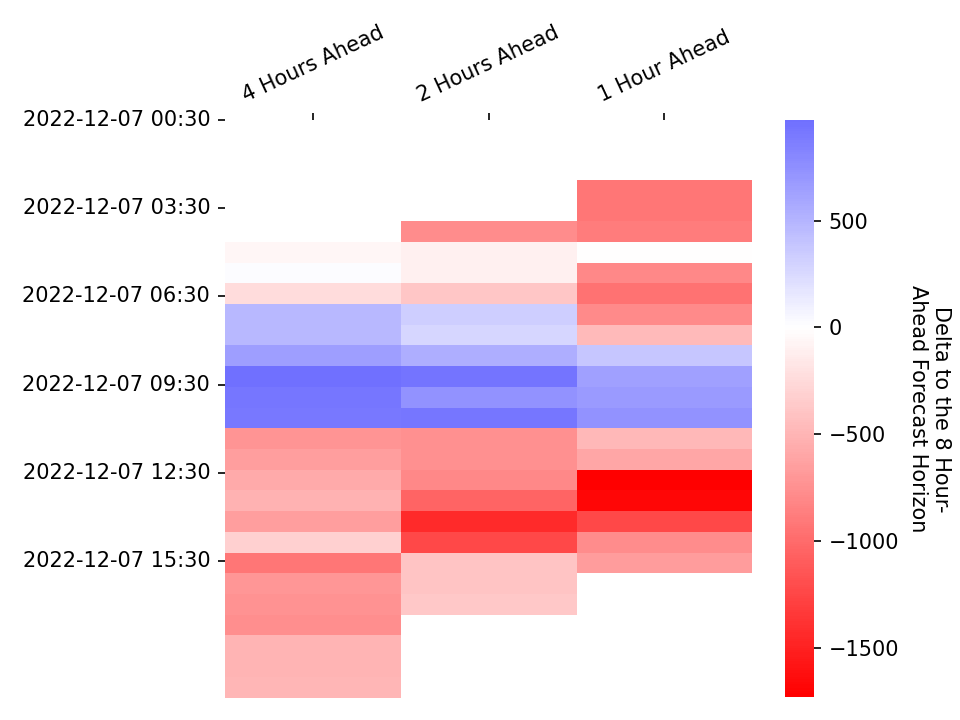 4 Hours Ahead
2 Hours Ahead
1 Hour Ahead
2022-12-07 00:30
2022-12-07 03:30
2022-12-07 06:30
2022-12-07 09:30
2022-12-07 12:30
2022-12-07 15:30
500
0
−500
−1000
−1500
Delta to the 8 Hour-
Ahead Forecast Horizon